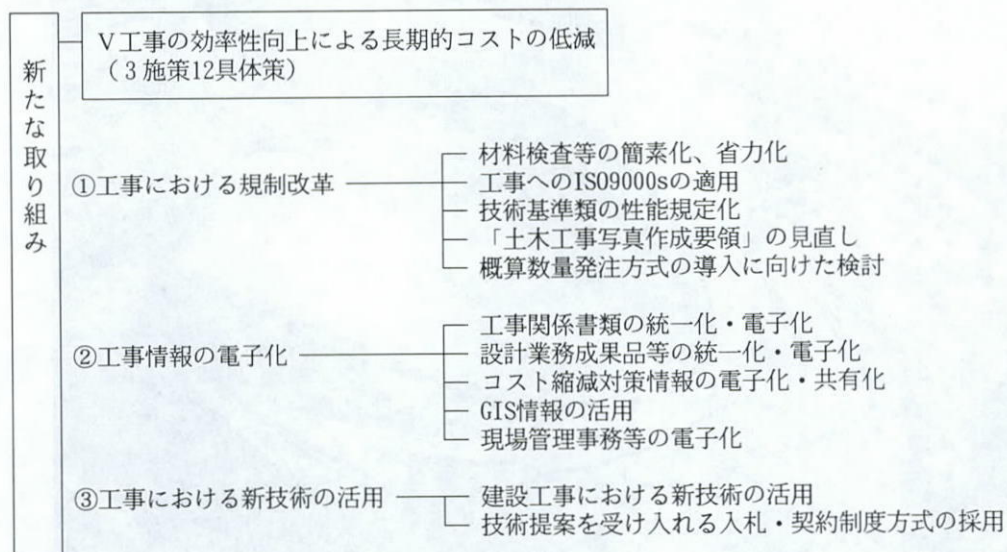 新たな取り組み
Ⅴ工事の効率性向上による長期的コストの低減
（３施策12具体策）
①工事における規制改革
材料検査等の簡素化、省力化
工事へのISO9000sの適用
技術基準類の性能規定化
「土木工事写真作成要領」の見直し
概算数量発注方式の導入に向けた検討
②工事情報の電子化
工事関係書類の統一化・電子化
設計業務成果品等の統一化・電子化
コスト縮減対策情報の電子化・共有化
GIS情報の活用
現場管理事務等の電子化
③工事における新技術の活用
建設工事における新技術の活用
技術提案を受け入れる入札・契約制度方式の採用